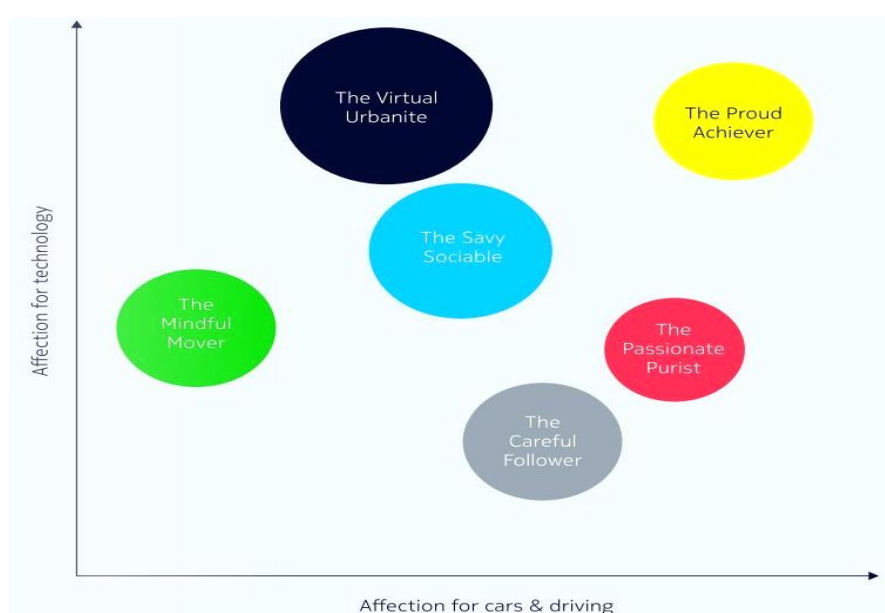 The Virtual
Urbanite
The Proud
Achiever
The Savy
Sociable
The
Mindful
Mover
The
Passionate
Purist
The
Careful
Follower
Affection for technology
Affection for cars & driving